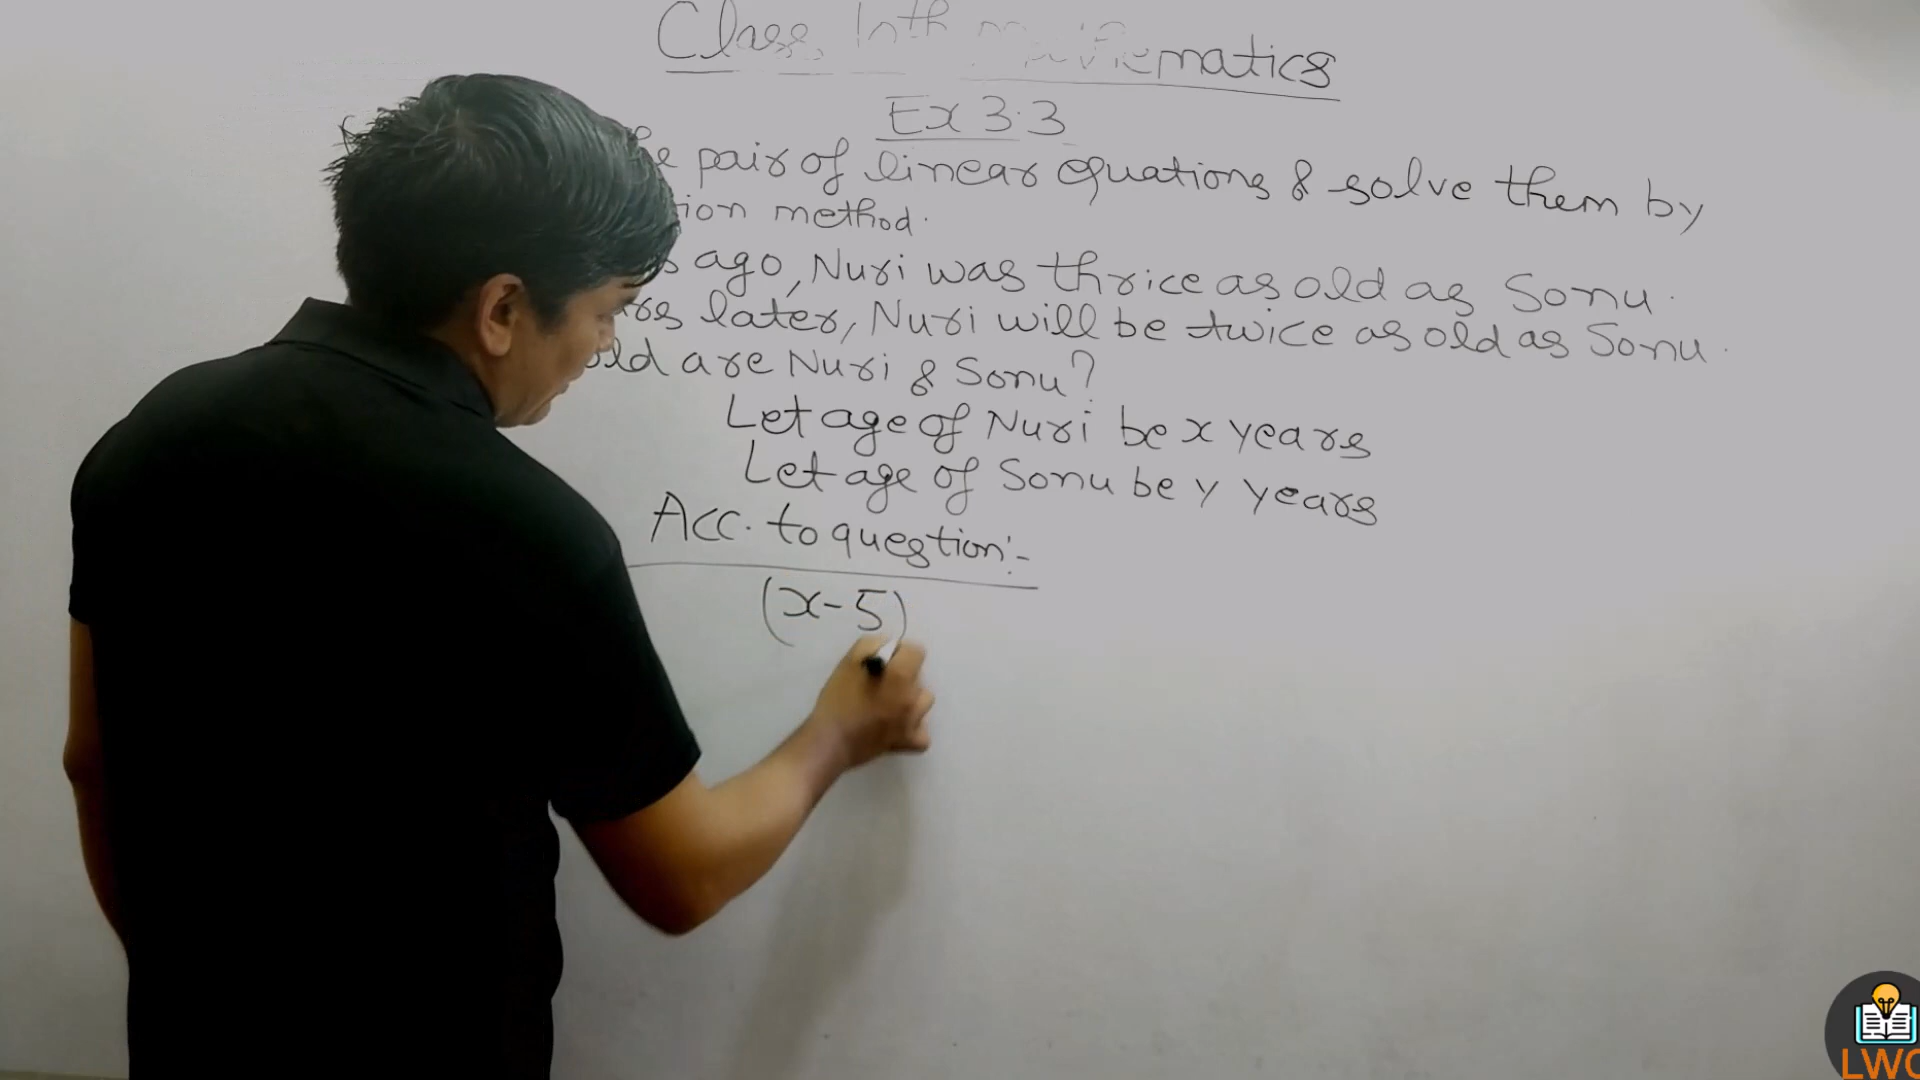 Class 10th mathematics
Ex 3.3
pair of linear equations & solve them by
method.
ago, Nuri was thrice as old as Sonu.
later, Nuri will be twice as old as Sonu.
old are Nuri & Sonu?
Let age of Nuri be x years
Let age of Sonu be y years
Acc. to question:-
(x-5)
LWC